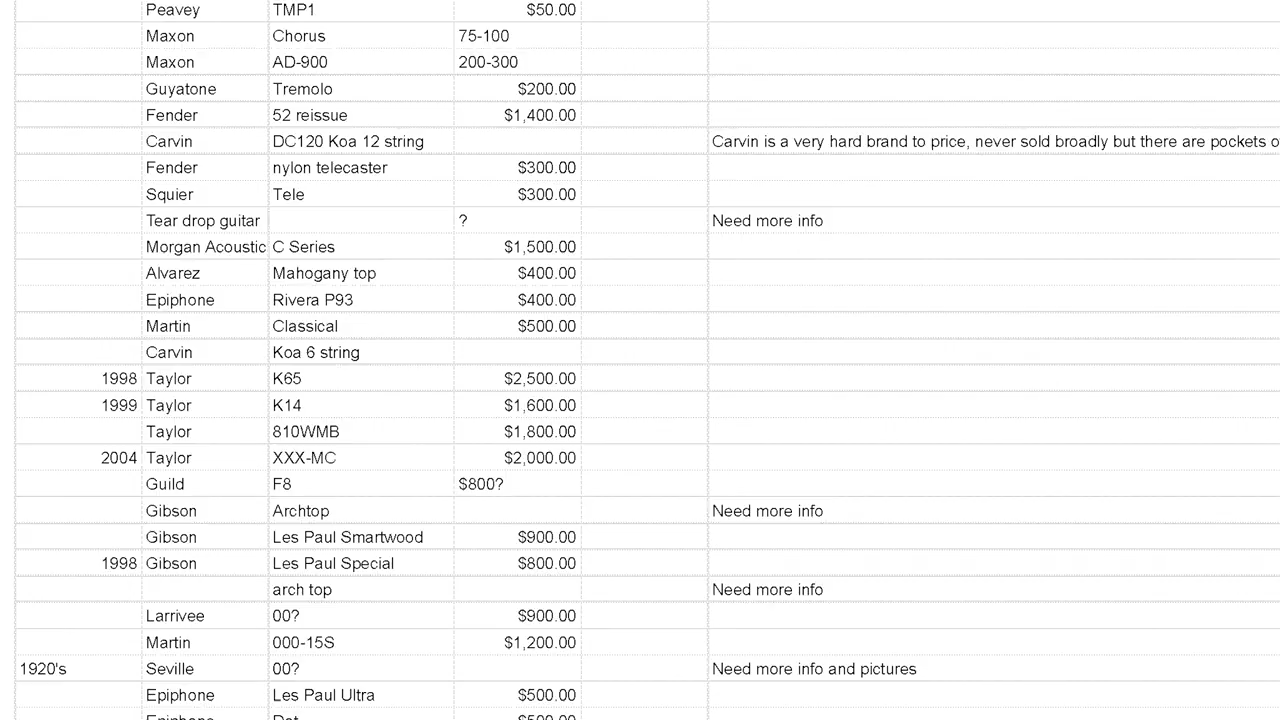 Peavey TMP1 $50.00
Maxon Chorus 75-100
Maxon AD-900 200-300
Guyatone Tremolo $200.00
Fender 52 reissue $1,400.00
Carvin DC120 Koa 12 string Carvin is a very hard brand to price, never sold broadly but there are pockets o
Fender nylon telecaster $300.00
Squier Tele $300.00
Tear drop guitar ? Need more info
Morgan Acoustic C Series $1,500.00
Alvarez Mahogany top $400.00
Epiphone Rivera P93 $400.00
Martin Classical $500.00
Carvin Koa 6 string
1998 Taylor K65 $2,500.00
1999 Taylor K14 $1,600.00
Taylor 810WMB $1,800.00
2004 Taylor XXX-MC $2,000.00
Guild F8 $800?
Gibson Archtop Need more info
Gibson Les Paul Smartwood $900.00
1998 Gibson Les Paul Special $800.00
arch top Need more info
Larrivee 00? $900.00
Martin 000-15S $1,200.00
1920's Seville 00? Need more info and pictures
Epiphone Les Paul Ultra $500.00
Epiphone Dot $500.00